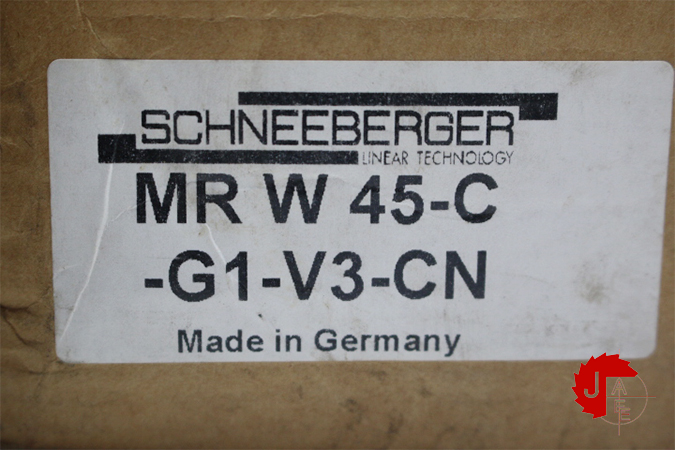 SCHNEEBERGER
LINEAR TECHNOLOGY
MR W 45-C
-G1-V3-CN
Made in Germany
J